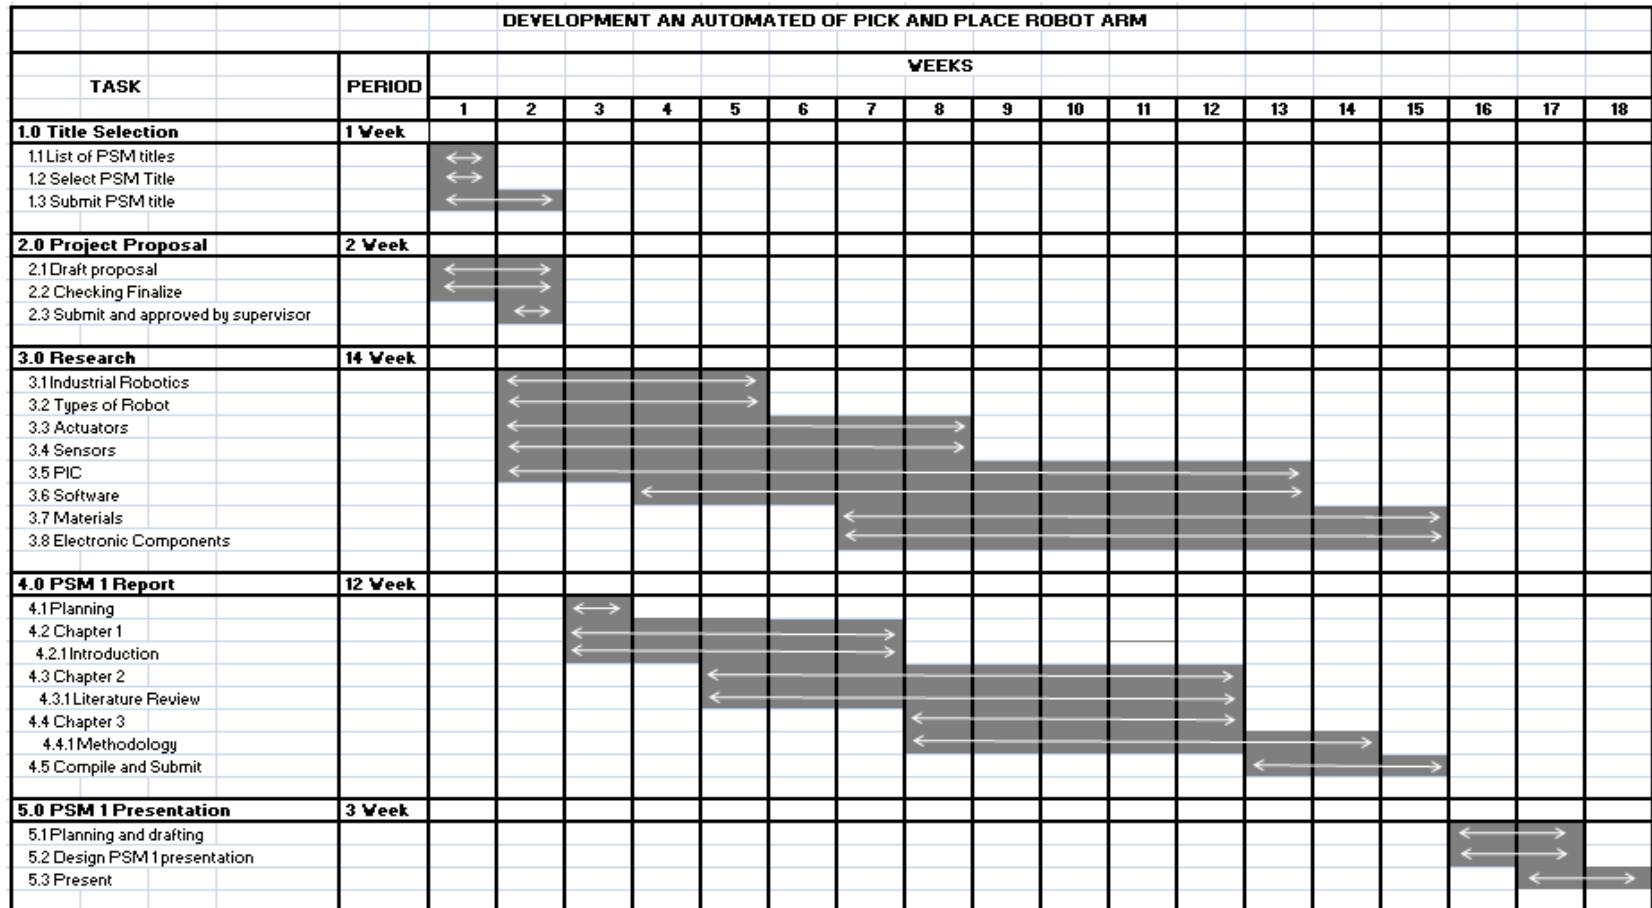 DEVELOPMENT AN AUTOMATED OF PICK AND PLACE ROBOT ARM
WEEKS
TASK PERIOD
1 2 3 4 5 6 7 8 9 10 11 12 13 14 15 16 17 18
1.0 Title Selection 1 Week
1.1 List of PSM titles
1.2 Select PSM Title
1.3 Submit PSM title
2.0 Project Proposal 2 Week
2.1 Draft proposal
2.2 Checking Finalize
2.3 Submit and approved by supervisor
3.0 Research 14 Week
3.1 Industrial Robotics
3.2 Types of Robot
3.3 Actuators
3.4 Sensors
3.5 PIC
3.6 Software
3.7 Materials
3.8 Electronic Components
4.0 PSM 1 Report 12 Week
4.1 Planning
4.2 Chapter 1
4.2.1 Introduction
4.3 Chapter 2
4.3.1 Literature Review
4.4 Chapter 3
4.4.1 Methodology
4.5 Compile and Submit
5.0 PSM 1 Presentation 3 Week
5.1 Planning and drafting
5.2 Design PSM 1 presentation
5.3 Present